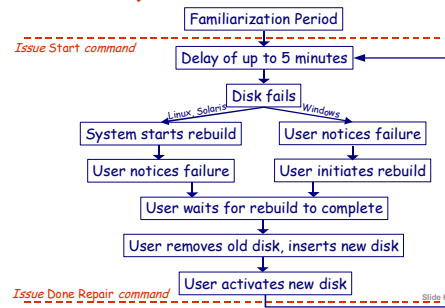 Familiarization Period
Issue Start command
Delay of up to 5 minutes
Disk fails
Linux, Solaris
Windows
System starts rebuild
User notices failure
User notices failure
User initiates rebuild
User waits for rebuild to complete
User removes old disk, inserts new disk
User activates new disk
Issue Done Repair command
Slide